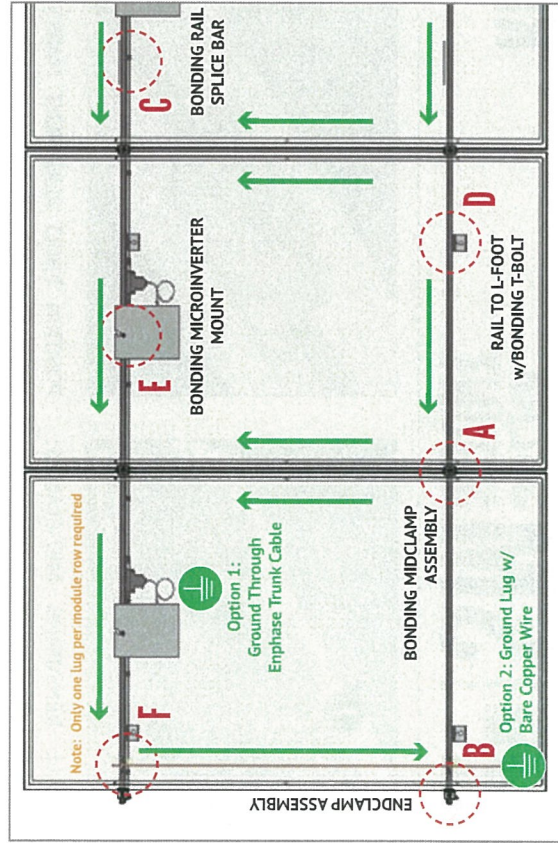 Note: Only one lug per module row required
F
E
C
BONDING RAIL
SPLICE BAR
BONDING MICROINVERTER
MOUNT
Option 1:
Ground Through
Enphase Trunk Cable
ENDCLAMP ASSEMBLY
BONDING MIDCLAMP
ASSEMBLY
B
A
D
RAIL TO L-FOOT
w/BONDING T-BOLT
Option 2: Ground Lug w/
Bare Copper Wire